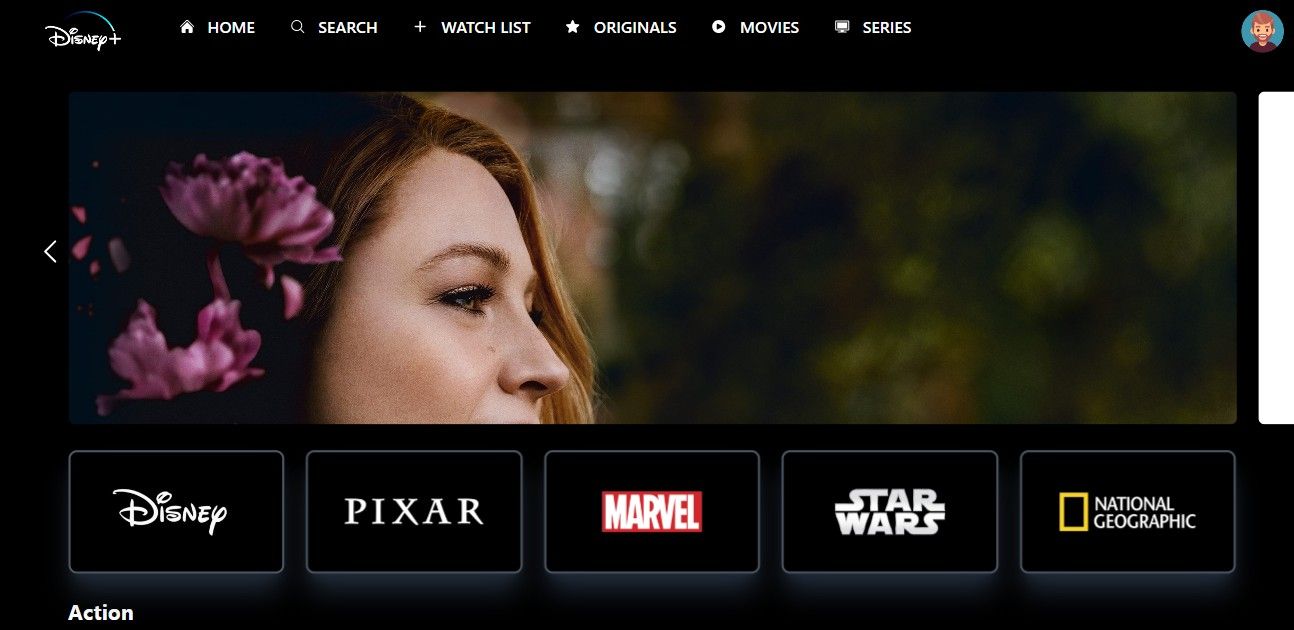 Disney+ HOME SEARCH WATCH LIST ORIGINALS MOVIES SERIES
Disney PIXAR MARVEL STAR WARS NATIONAL GEOGRAPHIC
Action